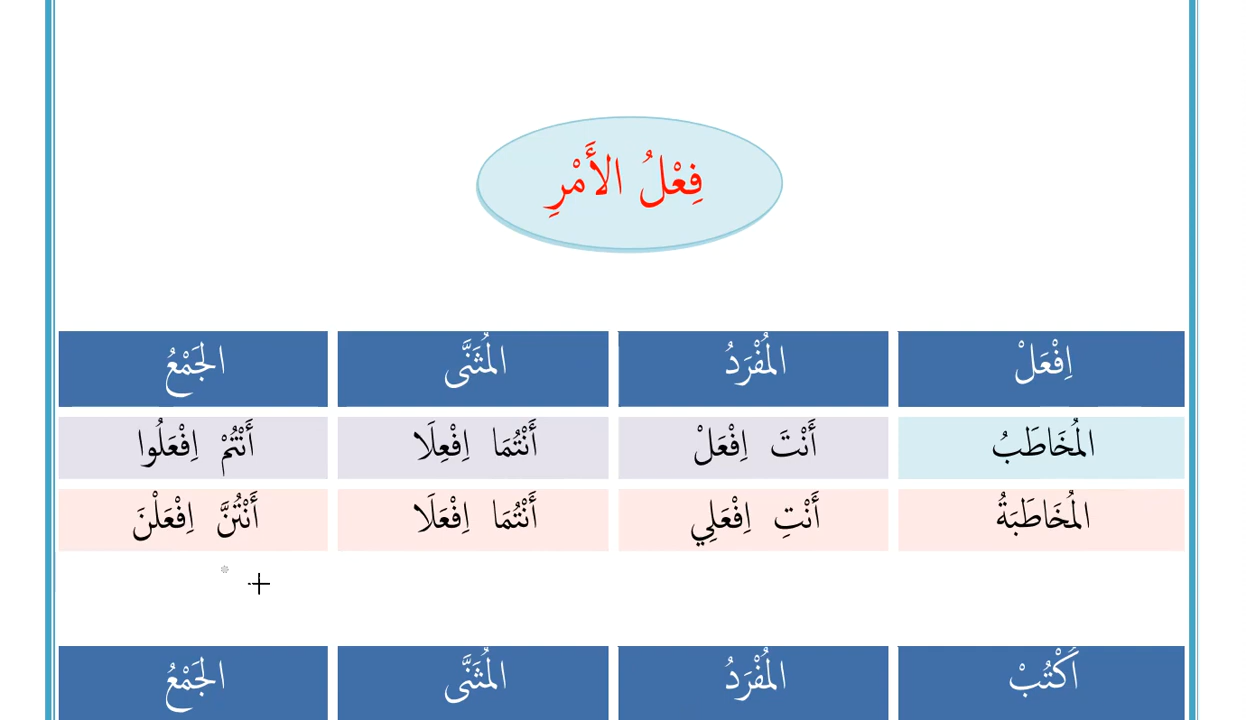 فِعْلُ الأَمْرِ
اِفْعَلْ المُفْرَدُ المُثَنَّى الجَمْعُ
المُخَاطَبُ أَنْتَ اِفْعَلْ أَنْتُمَا اِفْعِلَا أَنْتُمْ اِفْعَلُوا
المُخَاطَبَةُ أَنْتِ اِفْعَلِي أَنْتُمَا اِفْعَلَا أَنْتُنَّ اِفْعَلْنَ
أَكْتُبْ المُفْرَدُ المُثَنَّى الجَمْعُ